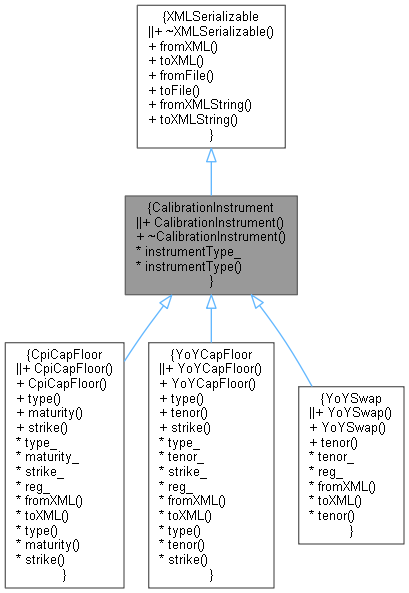 {XMLSerializable
||+ ~XMLSerializable()
+ fromXML()
+ toXML()
+ fromFile()
+ toFile()
+ fromXMLString()
+ toXMLString()
}
{CalibrationInstrument
||+ CalibrationInstrument()
+ ~CalibrationInstrument()
* instrumentType_
* instrumentType()
}
{CpiCapFloor
||+ CpiCapFloor()
+ CpiCapFloor()
+ type()
+ maturity()
+ strike()
* type_
* maturity_
* strike_
* reg_
* fromXML()
* toXML()
* type()
* maturity()
* strike()
}
{YoYCapFloor
||+ YoYCapFloor()
+ YoYCapFloor()
+ type()
+ tenor()
+ strike()
* type_
* tenor_
* strike_
* reg_
* fromXML()
* toXML()
* type()
* tenor()
* strike()
}
{YoYSwap
||+ YoYSwap()
+ YoYSwap()
+ tenor()
* tenor_
* reg_
* fromXML()
* toXML()
* tenor()
}